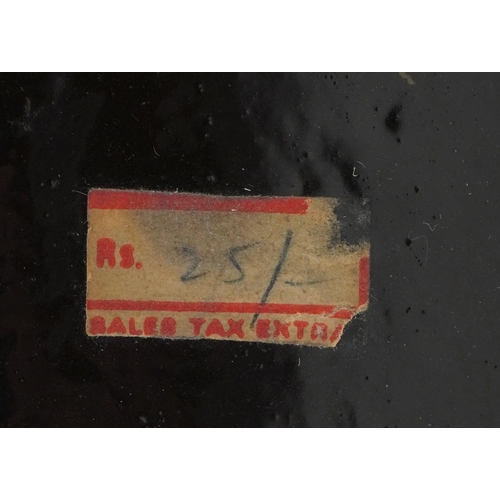 Rs. 25/-
SALES TAX EXTRA